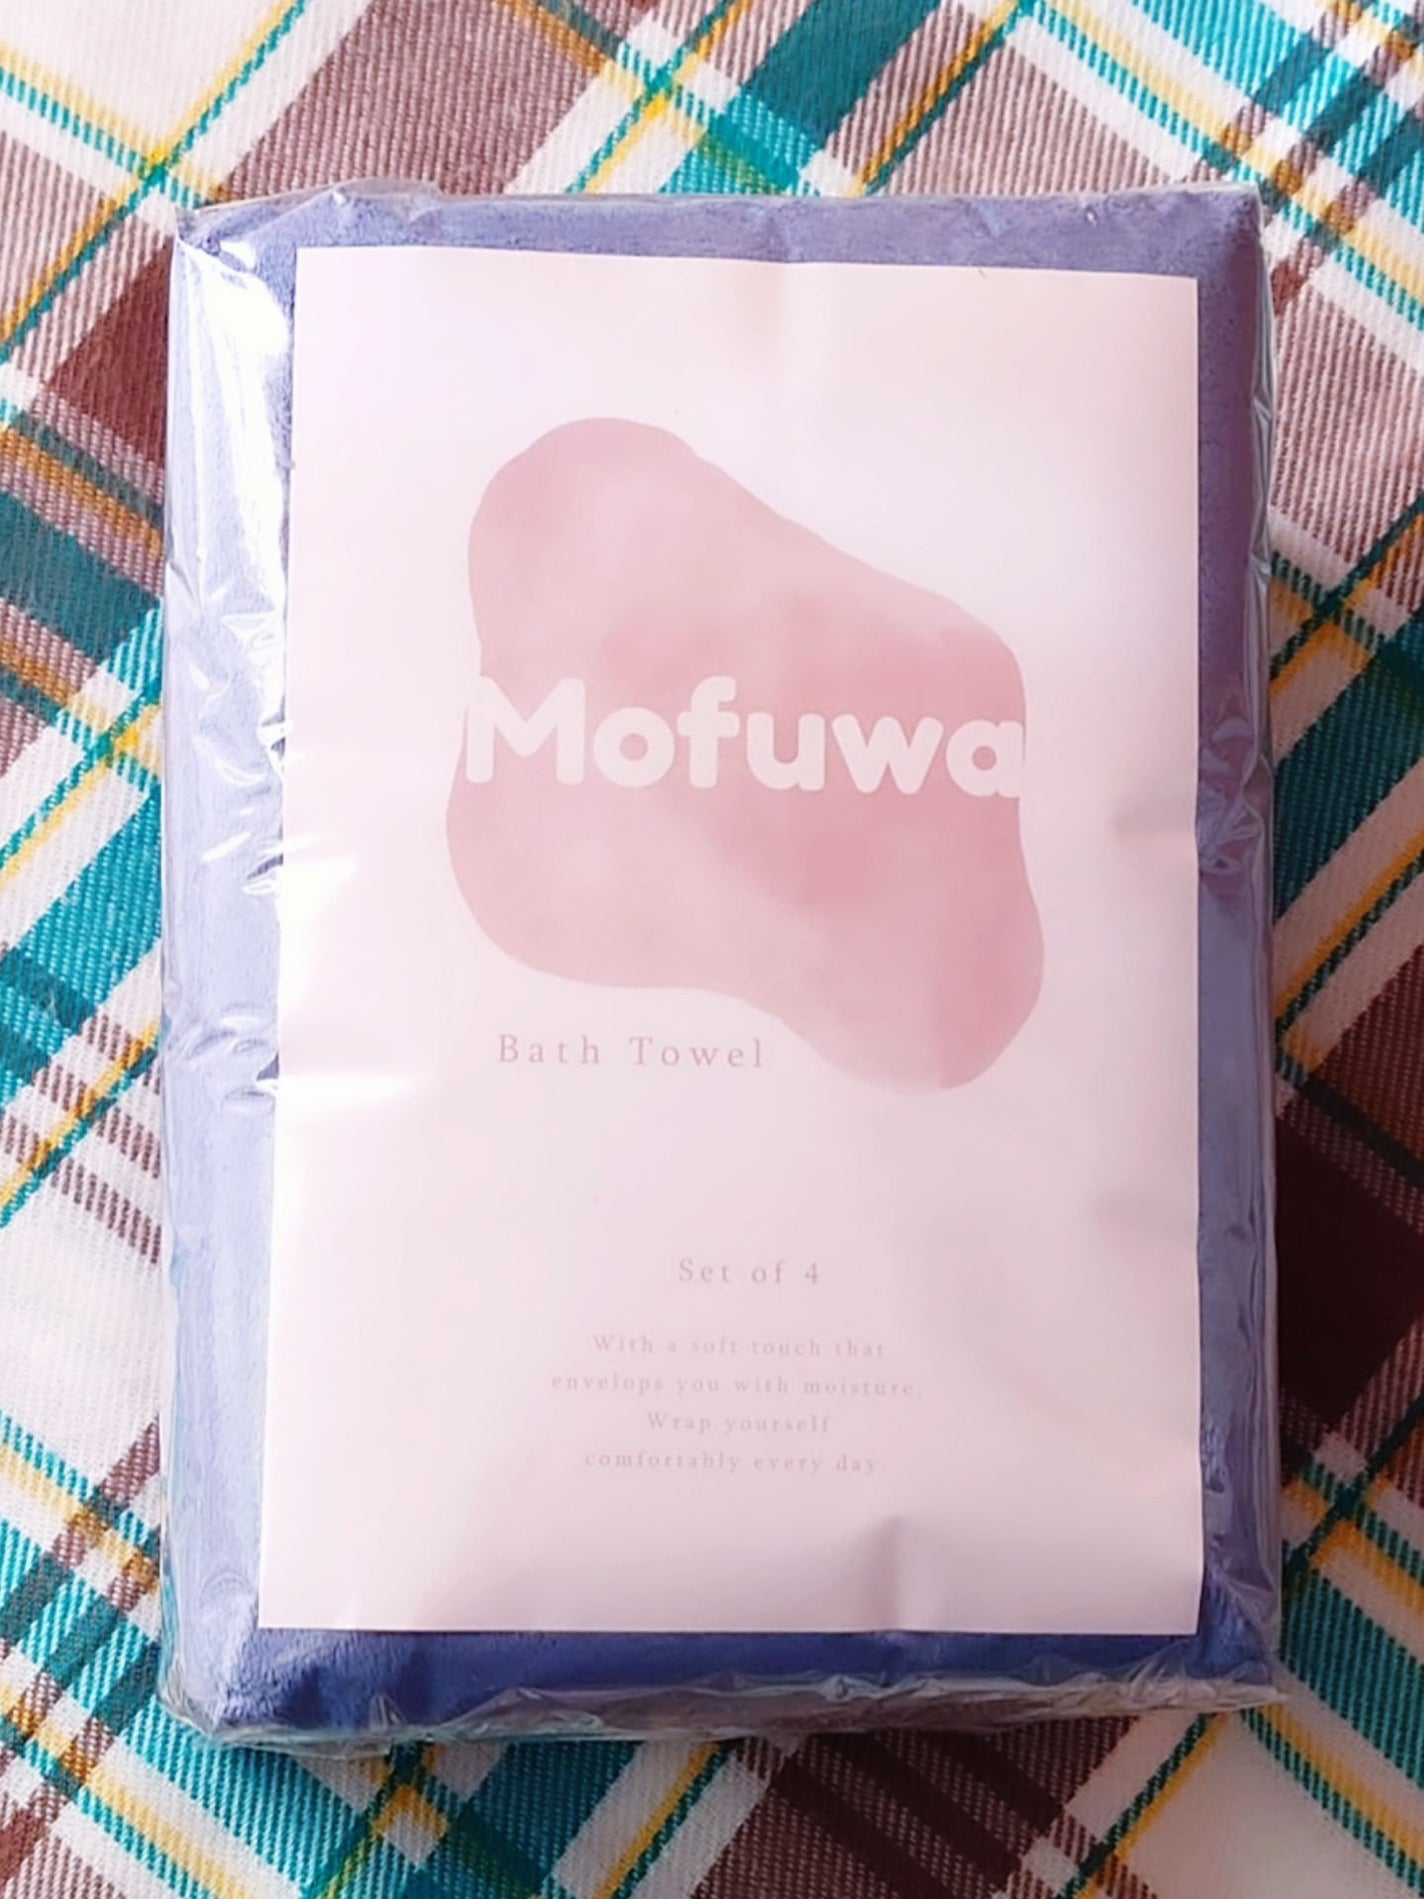 Mofuwa
Bath Towel
Set of 4
With a soft touch that
envelops you with moisture.
Wrap yourself
comfortably every day.